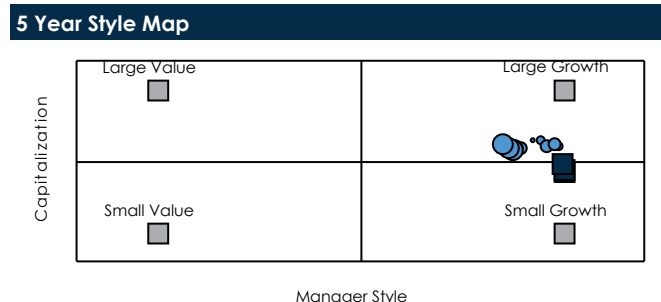 5 Year Style Map
Large Value
Large Growth
Capitalization
Small Value
Small Growth
Manager Style